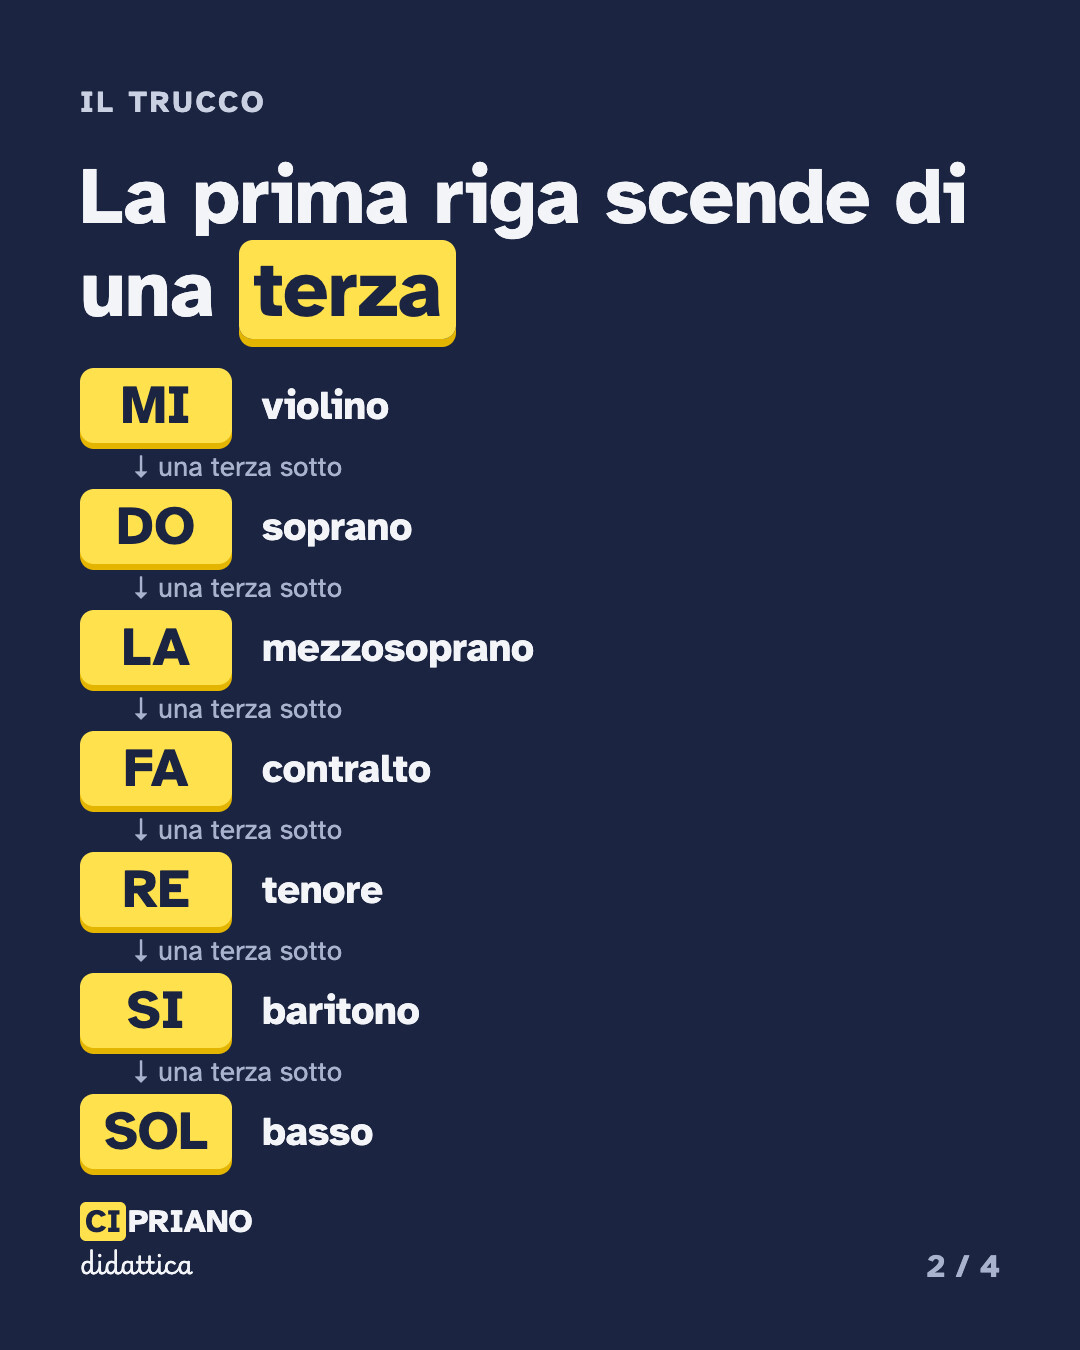 IL TRUCCO
La prima riga scende di
una terza
MI violino
↓ una terza sotto
DO soprano
↓ una terza sotto
LA mezzosoprano
↓ una terza sotto
FA contralto
↓ una terza sotto
RE tenore
↓ una terza sotto
SI baritono
↓ una terza sotto
SOL basso
CIPRIANO
didattica
2 / 4